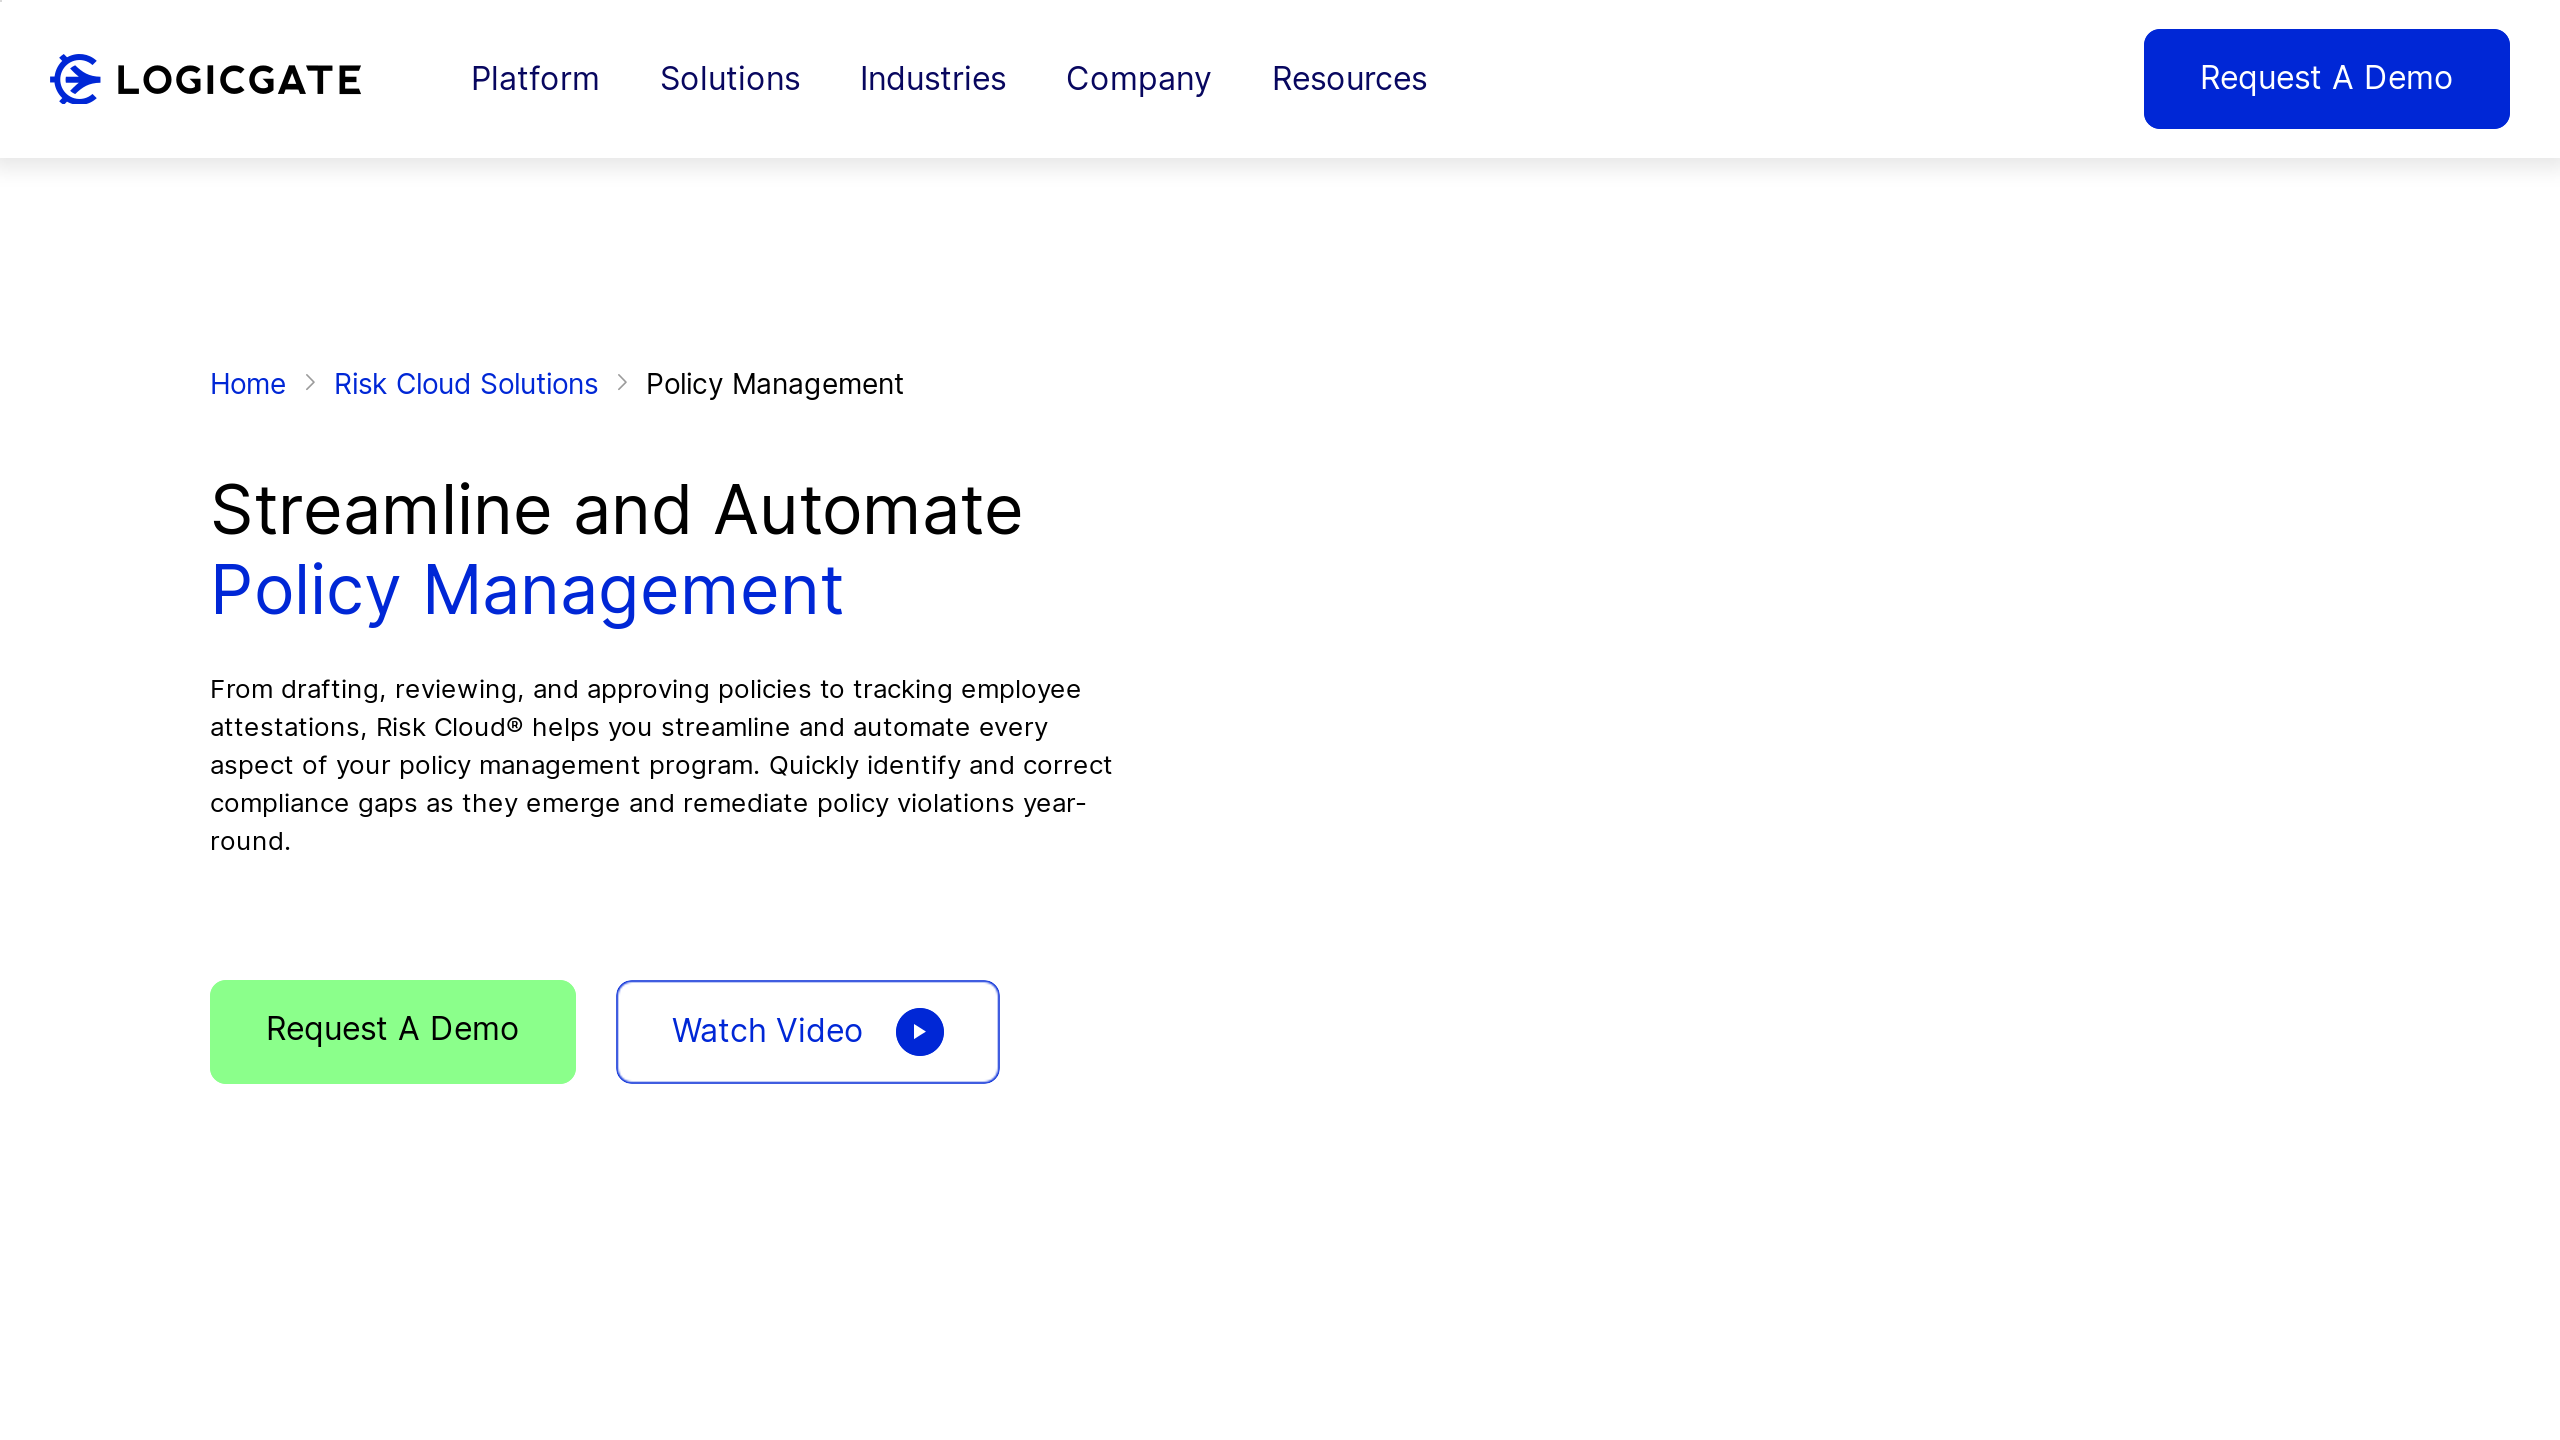 LOGICGATE
Platform
Solutions
Industries
Company
Resources
Request A Demo
Home > Risk Cloud Solutions > Policy Management
Streamline and Automate
Policy Management
From drafting, reviewing, and approving policies to tracking employee
attestations, Risk Cloud® helps you streamline and automate every
aspect of your policy management program. Quickly identify and correct
compliance gaps as they emerge and remediate policy violations year-
round.
Request A Demo
Watch Video